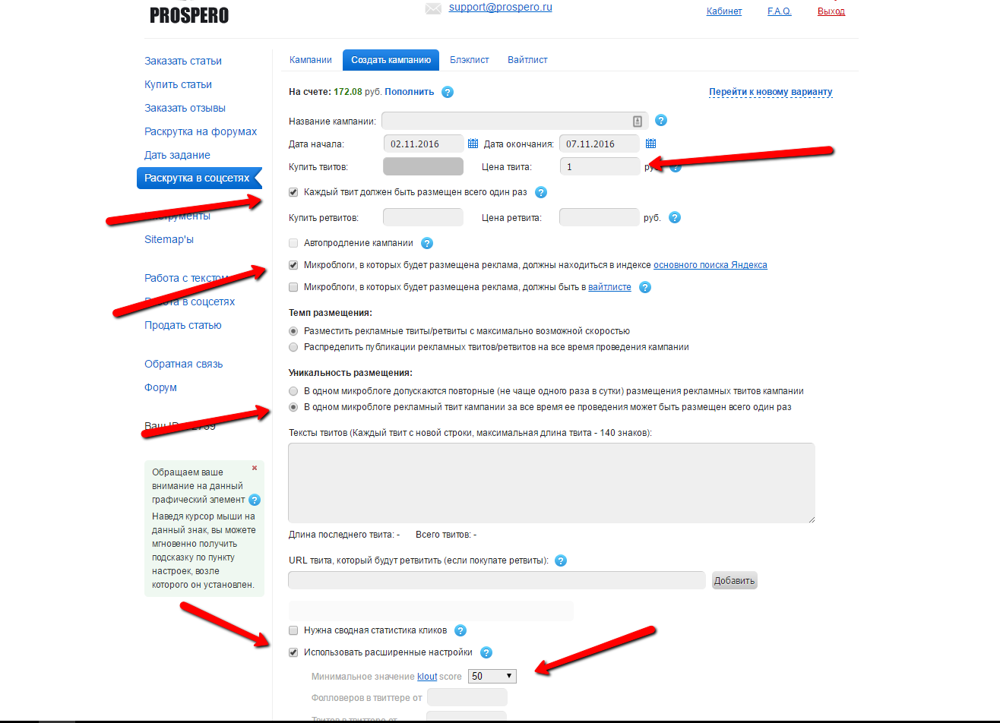 PROSPERO
support@prospero.ru
Кабинет F.A.Q. Выход
Заказать статьи
Купить статьи
Заказать отзывы
Раскрутка на форумах
Дать задание
Раскрутка в соцсетях
Инструменты
Sitemap'ы
Работа с текстом
Работа в соцсетях
Продать статью
Обратная связь
Форум
Ваш
Обращаем ваше
внимание на данный
графический элемент ?
Наведя курсор мыши на
данный знак, вы можете
мгновенно получить
подсказку по пункту
настроек, возле
которого он установлен.
Кампании Создать кампанию Блэклист Вайтлист
На счете: 172.08 руб. Пополнить ?
Перейти к новому варианту
Название кампании: ?
Дата начала: 02.11.2016 Дата окончания: 07.11.2016
Купить твитов: Цена твита: 1 руб. ?
Каждый твит должен быть размещен всего один раз ?
Купить ретвитов: Цена ретвита: руб. ?
Автопродление кампании ?
Микроблоги, в которых будет размещена реклама, должны находиться в индексе основного поиска Яндекса
Микроблоги, в которых будет размещена реклама, должны быть в вайтлисте ?
Темп размещения:
Разместить рекламные твиты/ретвиты с максимально возможной скоростью
Распределить публикации рекламных твитов/ретвитов на все время проведения кампании
Уникальность размещения:
В одном микроблоге допускаются повторные (не чаще одного раза в сутки) размещения рекламных твитов кампании
В одном микроблоге рекламный твит кампании за все время ее проведения может быть размещен всего один раз
Тексты твитов (Каждый твит с новой строки, максимальная длина твита - 140 знаков):
Длина последнего твита: - Всего твитов: -
URL твита, который будут ретвитить (если покупате ретвиты): ?
Добавить
Нужна сводная статистика кликов ?
Использовать расширенные настройки ?
Минимальное значение klout score 50
Фолловеров в твиттере от
Твитов в твиттере от